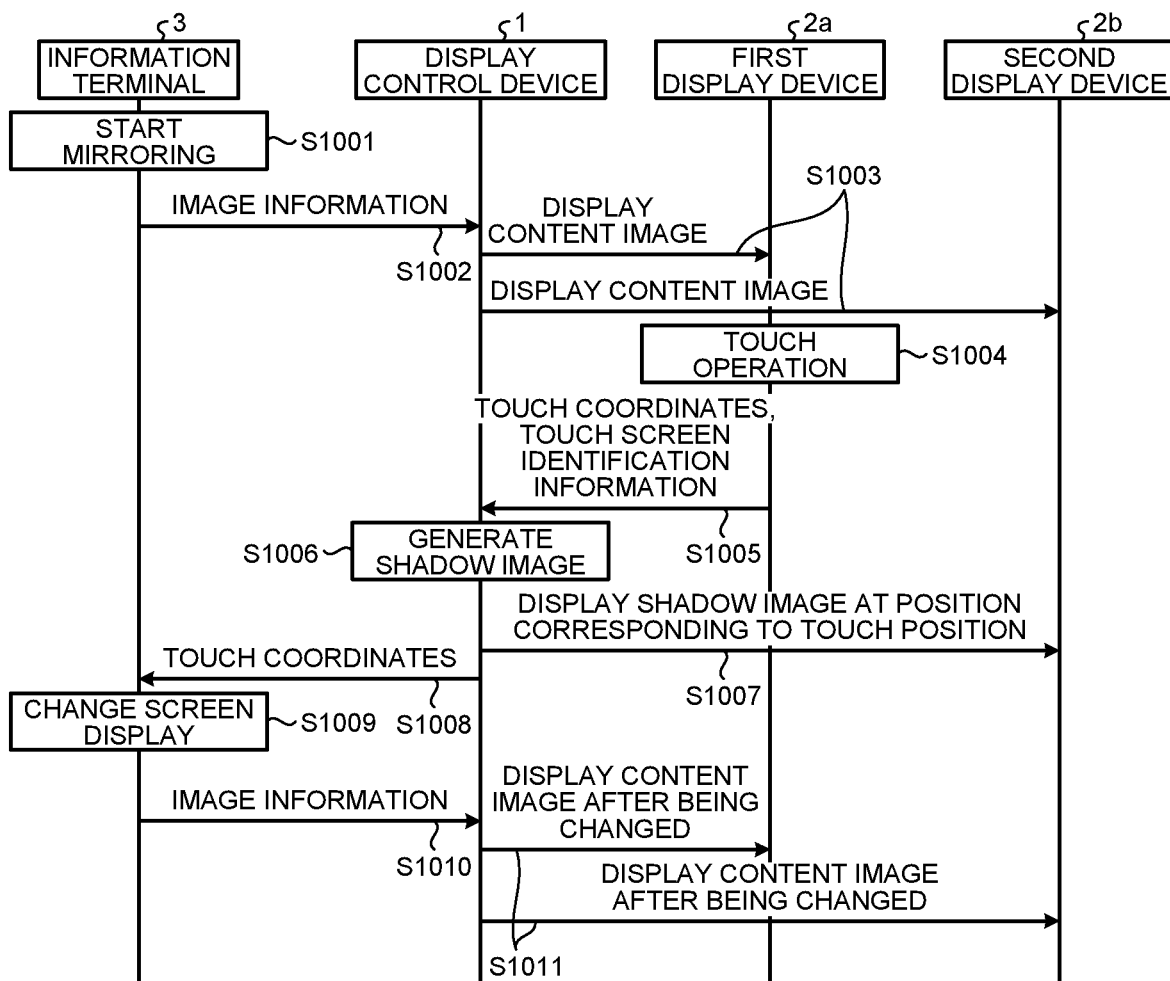 3
1
2a
2b
INFORMATION
TERMINAL
DISPLAY
CONTROL DEVICE
FIRST
DISPLAY DEVICE
SECOND
DISPLAY DEVICE
START
MIRRORING
S1001
IMAGE INFORMATION
S1002
DISPLAY
CONTENT IMAGE
S1003
DISPLAY CONTENT IMAGE
TOUCH
OPERATION
S1004
TOUCH COORDINATES,
TOUCH SCREEN
IDENTIFICATION
INFORMATION
S1005
S1006
GENERATE
SHADOW IMAGE
DISPLAY SHADOW IMAGE AT POSITION
CORRESPONDING TO TOUCH POSITION
S1007
TOUCH COORDINATES
S1008
CHANGE SCREEN
DISPLAY
S1009
IMAGE INFORMATION
S1010
DISPLAY CONTENT
IMAGE AFTER BEING
CHANGED
DISPLAY CONTENT IMAGE
AFTER BEING CHANGED
S1011